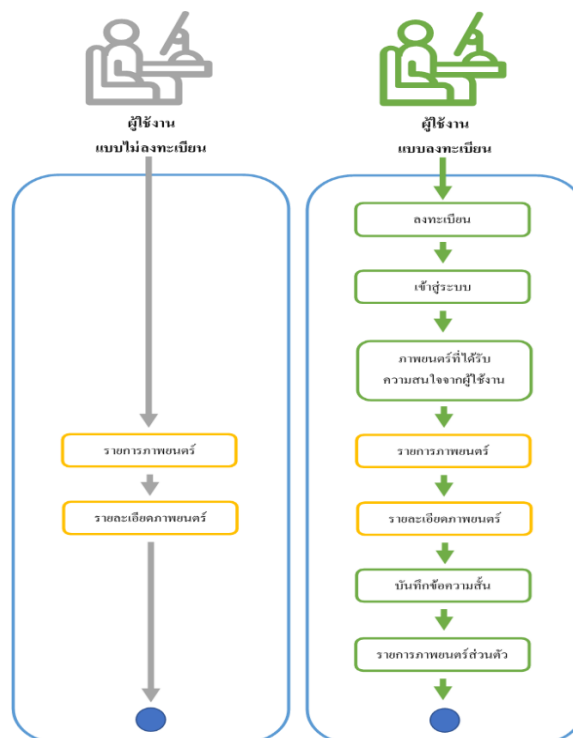 ผู้ใช้งาน
แบบไม่ลงทะเบียน
รายการภาพยนตร์
รายละเอียดภาพยนตร์
ผู้ใช้งาน
แบบลงทะเบียน
ลงทะเบียน
เข้าสู่ระบบ
ภาพยนตร์ที่ได้รับ
ความสนใจจากผู้ใช้งาน
รายการภาพยนตร์
รายละเอียดภาพยนตร์
บันทึกข้อความสั้น
รายการภาพยนตร์ส่วนตัว